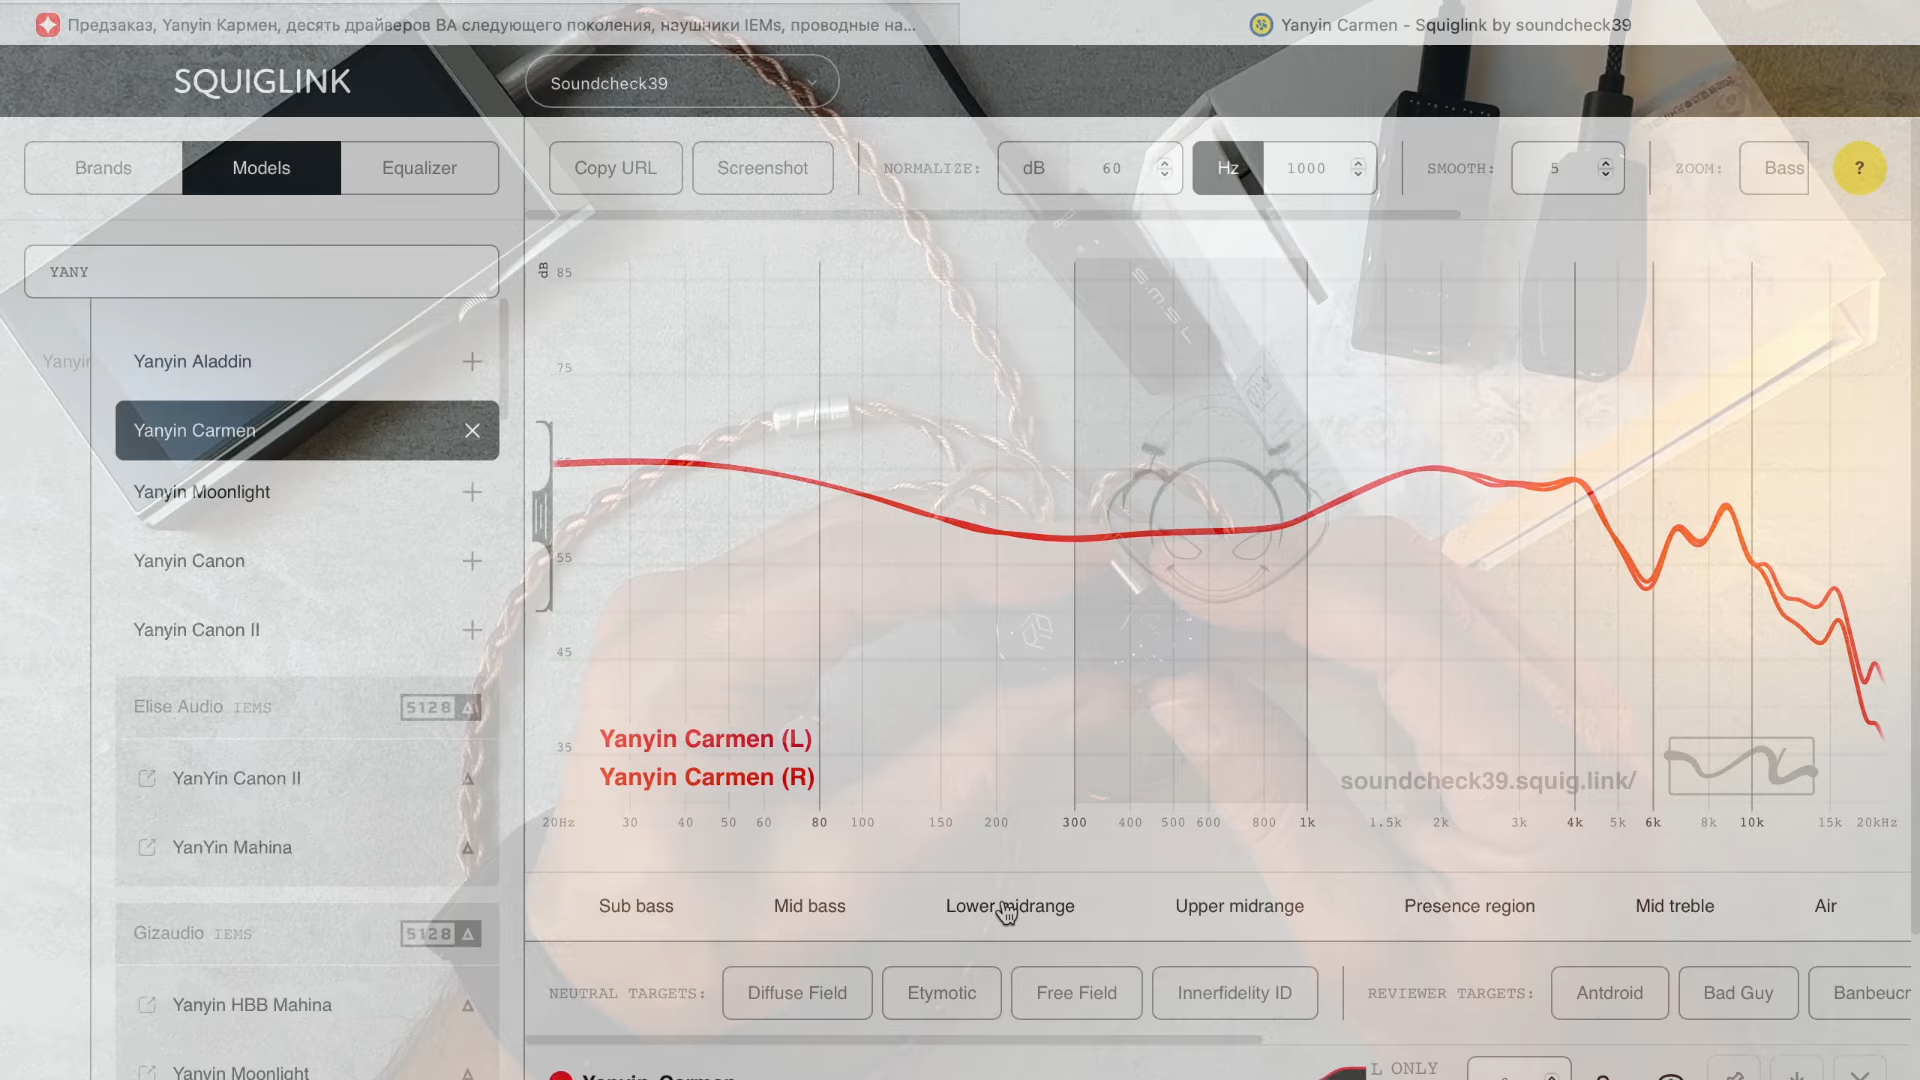 Предзаказ, Yanyin Кармен, десять драйверов BA следующего поколения, наушники IEMs, проводные на...
Yanyin Carmen - Squiglink by soundcheck39
SQUIGLINK
Soundcheck39
Brands
Models
Equalizer
Copy URL
Screenshot
NORMALIZE:
dB
60
Hz
1000
SMOOTH:
5
ZOOM:
Bass
?
YANY
Yanyin Aladdin
Yanyin Carmen
Yanyin Moonlight
Yanyin Canon
Yanyin Canon II
Elise Audio IEMS
5128
YanYin Canon II
YanYin Mahina
Gizaudio IEMS
5128
Yanyin HBB Mahina
Yanyin Moonlight
dB
85
75
55
45
35
SMSL
Yanyin Carmen (L)
Yanyin Carmen (R)
soundcheck39.squig.link/
20Hz 30 40 50 60 80 100 150 200 300 400 500 600 800 1k 1.5k 2k 3k 4k 5k 6k 8k 10k 15k 20kHz
Sub bass
Mid bass
Lower midrange
Upper midrange
Presence region
Mid treble
Air
NEUTRAL TARGETS:
Diffuse Field
Etymotic
Free Field
Innerfidelity ID
REVIEWER TARGETS:
Antdroid
Bad Guy
Yanyin Carmen
L ONLY